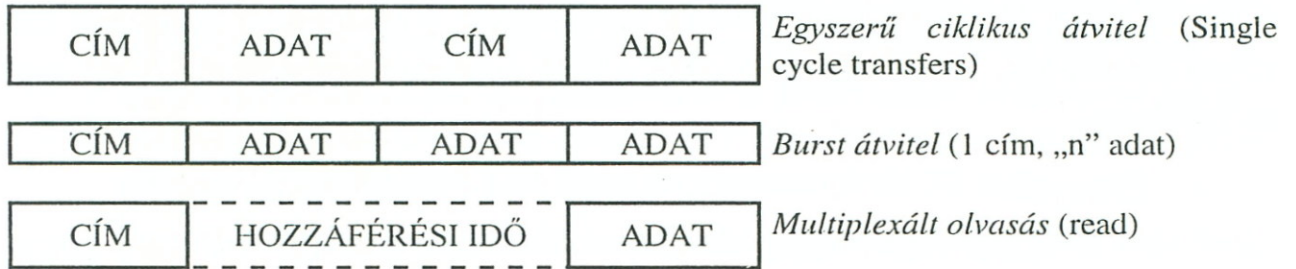 CÍM ADAT CÍM ADAT Egyszerű ciklikus átvitel (Single
cycle transfers)
CÍM ADAT ADAT ADAT Burst átvitel (1 cím, „n” adat)
CÍM HOZZÁFÉRÉSI IDŐ ADAT Multiplexált olvasás (read)